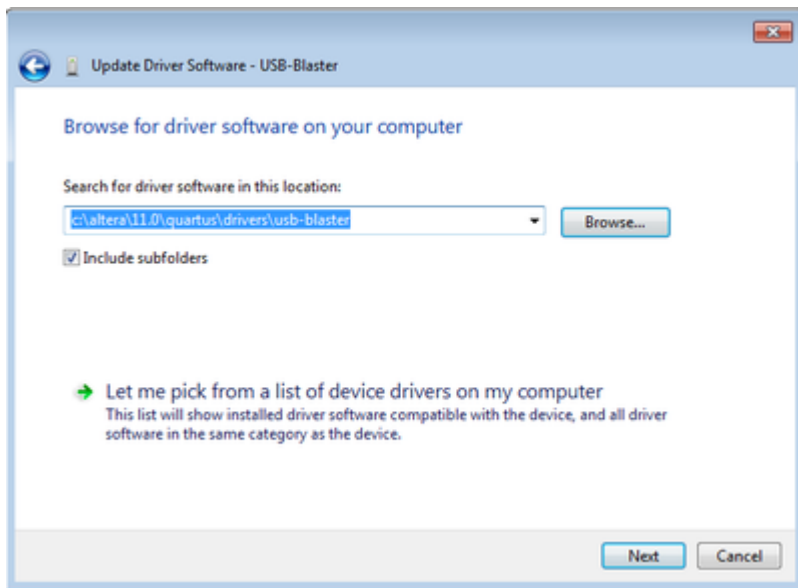 Update Driver Software - USB-Blaster
Browse for driver software on your computer
Search for driver software in this location:
c:\altera\11.0\quartus\drivers\usb-blaster
Browse...
Include subfolders
Let me pick from a list of device drivers on my computer
This list will show installed driver software compatible with the device, and all driver
software in the same category as the device.
Next
Cancel